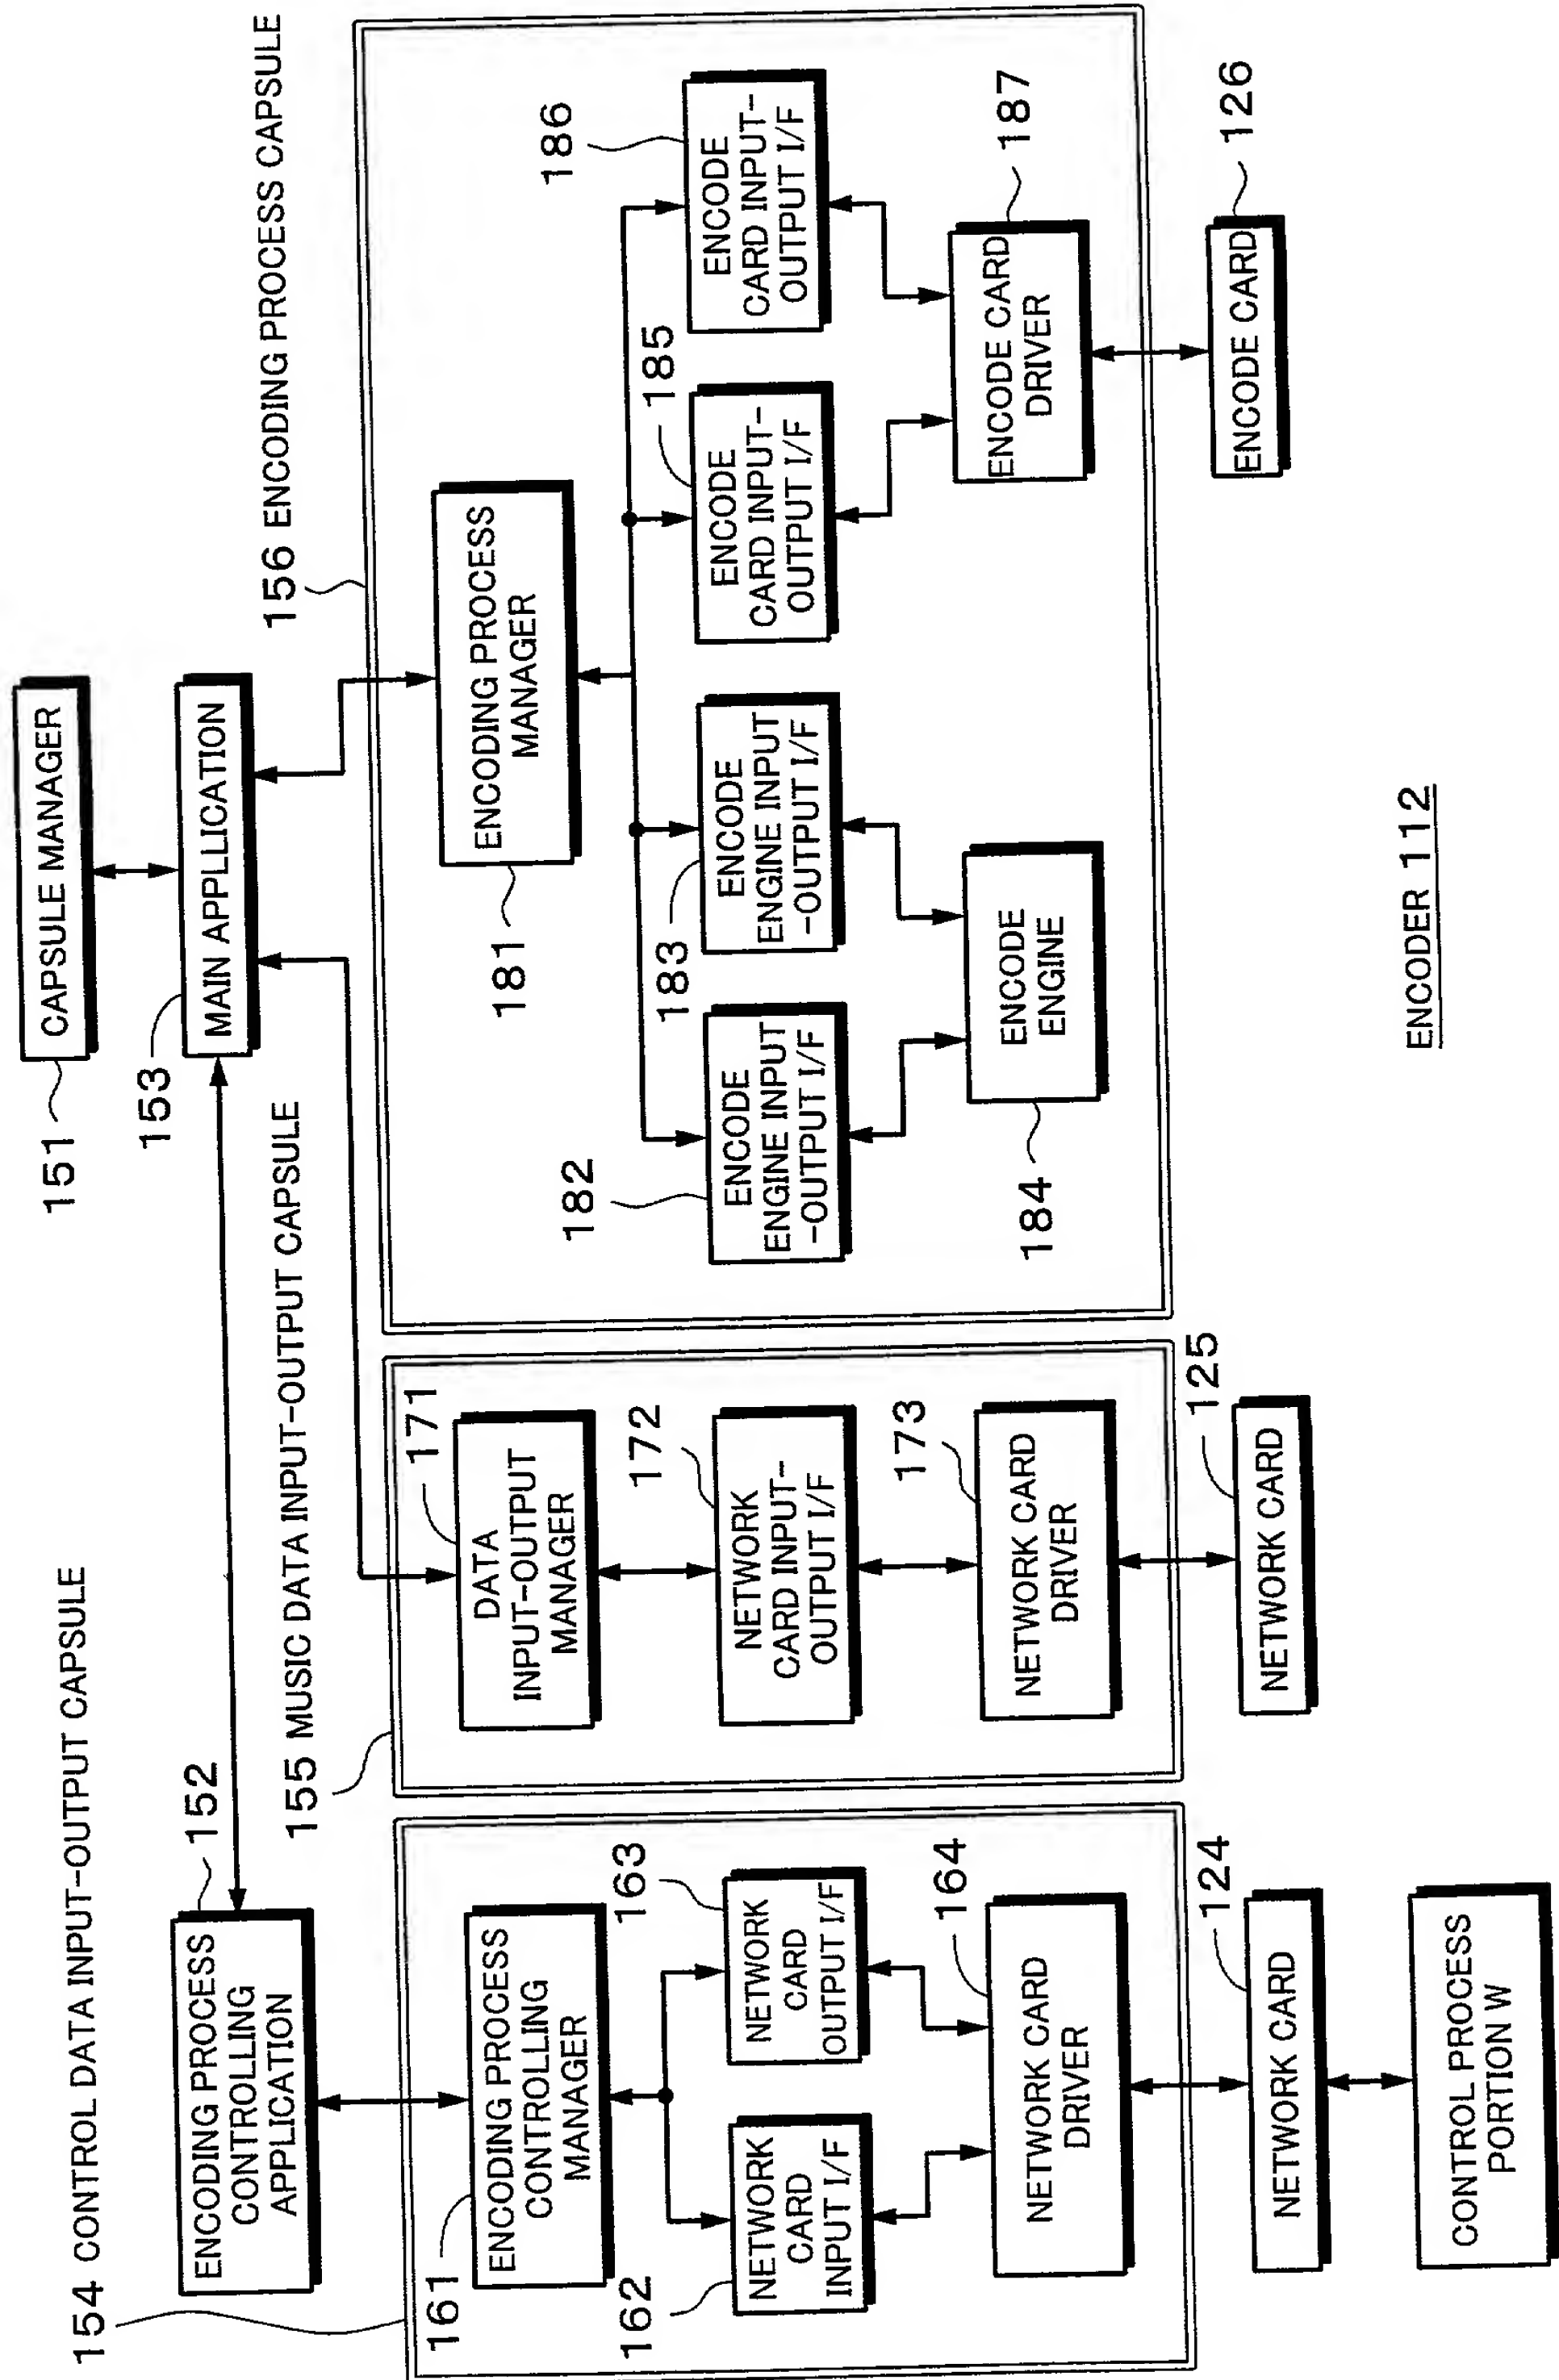 151
CAPSULE MANAGER
153
MAIN APPLICATION
154 CONTROL DATA INPUT-OUTPUT CAPSULE
152
ENCODING PROCESS
CONTROLLING
APPLICATION
155 MUSIC DATA INPUT-OUTPUT CAPSULE
156 ENCODING PROCESS CAPSULE
161
ENCODING PROCESS
CONTROLLING
MANAGER
162
NETWORK
CARD
INPUT I/F
163
NETWORK
CARD
OUTPUT I/F
164
NETWORK CARD
DRIVER
124
NETWORK CARD
CONTROL PROCESS
PORTION W
171
DATA
INPUT-OUTPUT
MANAGER
172
NETWORK
CARD INPUT-
OUTPUT I/F
173
NETWORK CARD
DRIVER
125
NETWORK CARD
181
ENCODING PROCESS
MANAGER
182
ENCODE
ENGINE INPUT
-OUTPUT I/F
183
ENCODE
ENGINE INPUT
-OUTPUT I/F
185
ENCODE
CARD INPUT-
OUTPUT I/F
186
ENCODE
CARD INPUT-
OUTPUT I/F
184
ENCODE
ENGINE
187
ENCODE CARD
DRIVER
126
ENCODE CARD
ENCODER 112